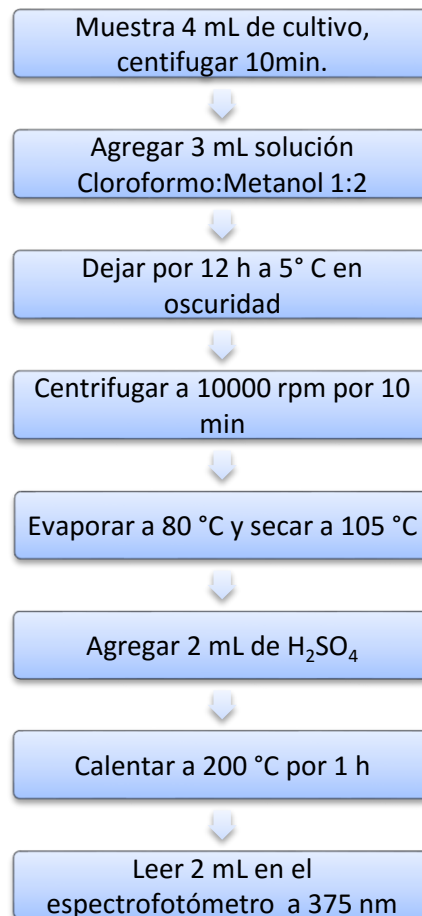 Muestra 4 mL de cultivo,
centifugar 10min.
Agregar 3 mL solución
Cloroformo:Metanol 1:2
Dejar por 12 h a 5° C en
oscuridad
Centrifugar a 10000 rpm por 10
min
Evaporar a 80 °C y secar a 105 °C
Agregar 2 mL de H₂SO₄
Calentar a 200 °C por 1 h
Leer 2 mL en el
espectrofotómetro a 375 nm